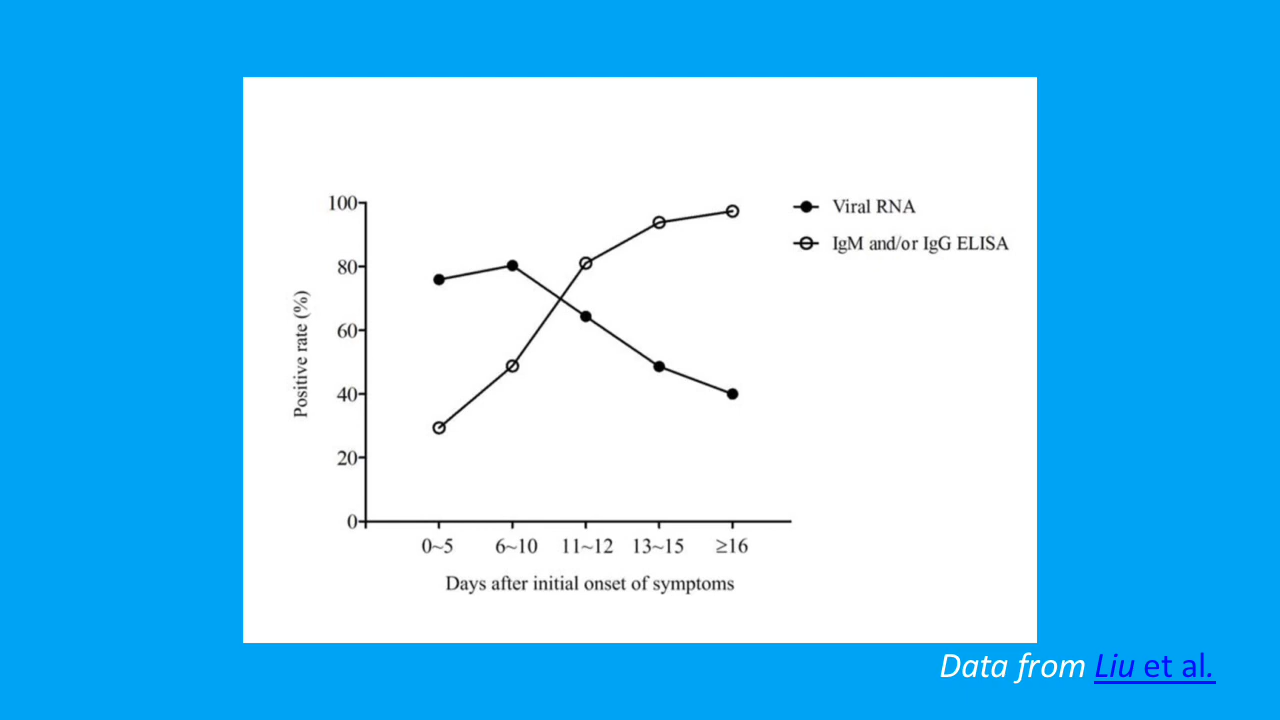 100
80
60
40
20
0
Positive rate (%)
0~5 6~10 11~12 13~15 ≥16
Days after initial onset of symptoms
Viral RNA
IgM and/or IgG ELISA
Data from Liu et al.